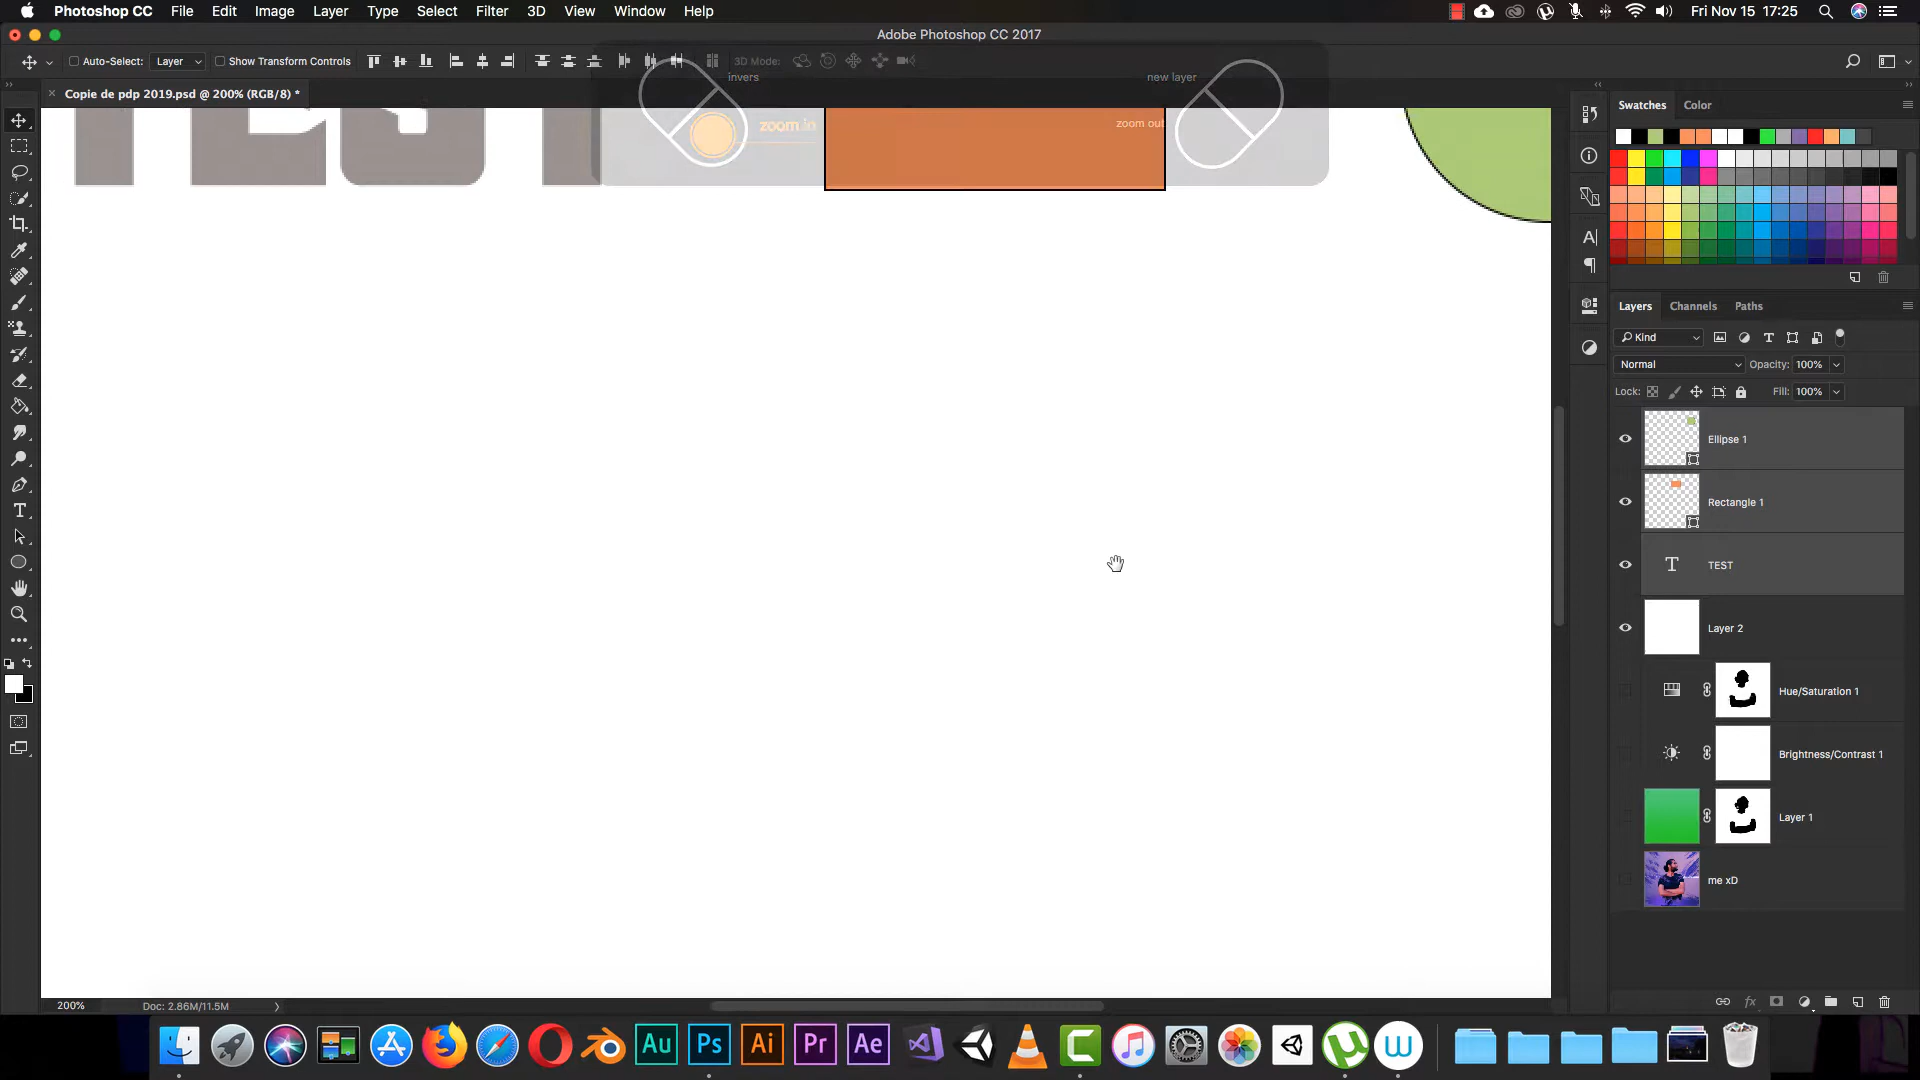 Photoshop CC File Edit Image Layer Type Select Filter 3D View Window Help Fri Nov 15 17:25
Adobe Photoshop CC 2017
Auto-Select: Layer Show Transform Controls 3D Mode:
invers new layer
Copie de pdp 2019.psd @ 200% (RGB/8) *
TEST
zoom in zoom out
Swatches Color
Layers Channels Paths
Kind
Normal Opacity: 100%
Lock: Fill: 100%
Ellipse 1
Rectangle 1
TEST
Layer 2
Hue/Saturation 1
Brightness/Contrast 1
Layer 1
me xD
200% Doc: 2.86M/11.5M
fx
Au Ps Ai Pr Ae